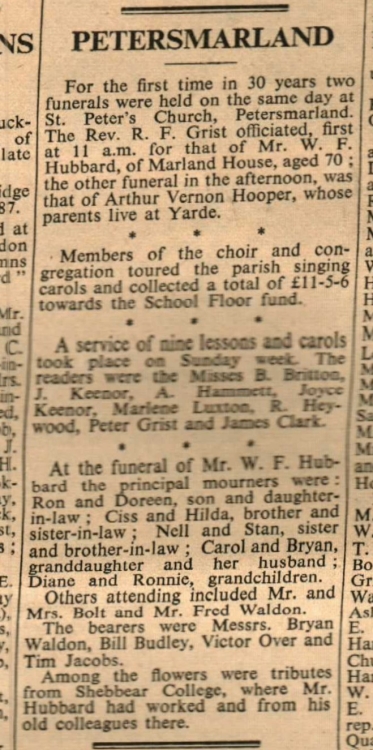 PETERSMARLAND
For the first time in 30 years two
funerals were held on the same day at
St. Peter's Church, Petersmarland.
The Rev. R. F. Grist officiated, first
at 11 a.m. for that of Mr. W. F.
Hubbard, of Marland House, aged 70 ;
the other funeral in the afternoon, was
that of Arthur Vernon Hooper, whose
parents live at Yarde.
* * *
Members of the choir and con-
gregation toured the parish singing
carols and collected a total of £11-5-6
towards the School Floor fund.
* * *
A service of nine lessons and carols
took place on Sunday week. The
readers were the Misses B. Britton,
J. Keenor, A. Hammett, Joyce
Keenor, Marlene Luxton, R. Hey-
wood, Peter Grist and James Clark.
* * *
At the funeral of Mr. W. F. Hub-
bard the principal mourners were :
Ron and Doreen, son and daughter-
in-law ; Ciss and Hilda, brother and
sister-in-law ; Nell and Stan, sister
and brother-in-law ; Carol and Bryan,
granddaughter and her husband ;
Diane and Ronnie, grandchildren.
Others attending included Mr. and
Mrs. Bolt and Mr. Fred Waldon.
The bearers were Messrs. Bryan
Waldon, Bill Budley, Victor Over and
Tim Jacobs.
Among the flowers were tributes
from Shebbear College, where Mr.
Hubbard had worked and from his
old colleagues there.